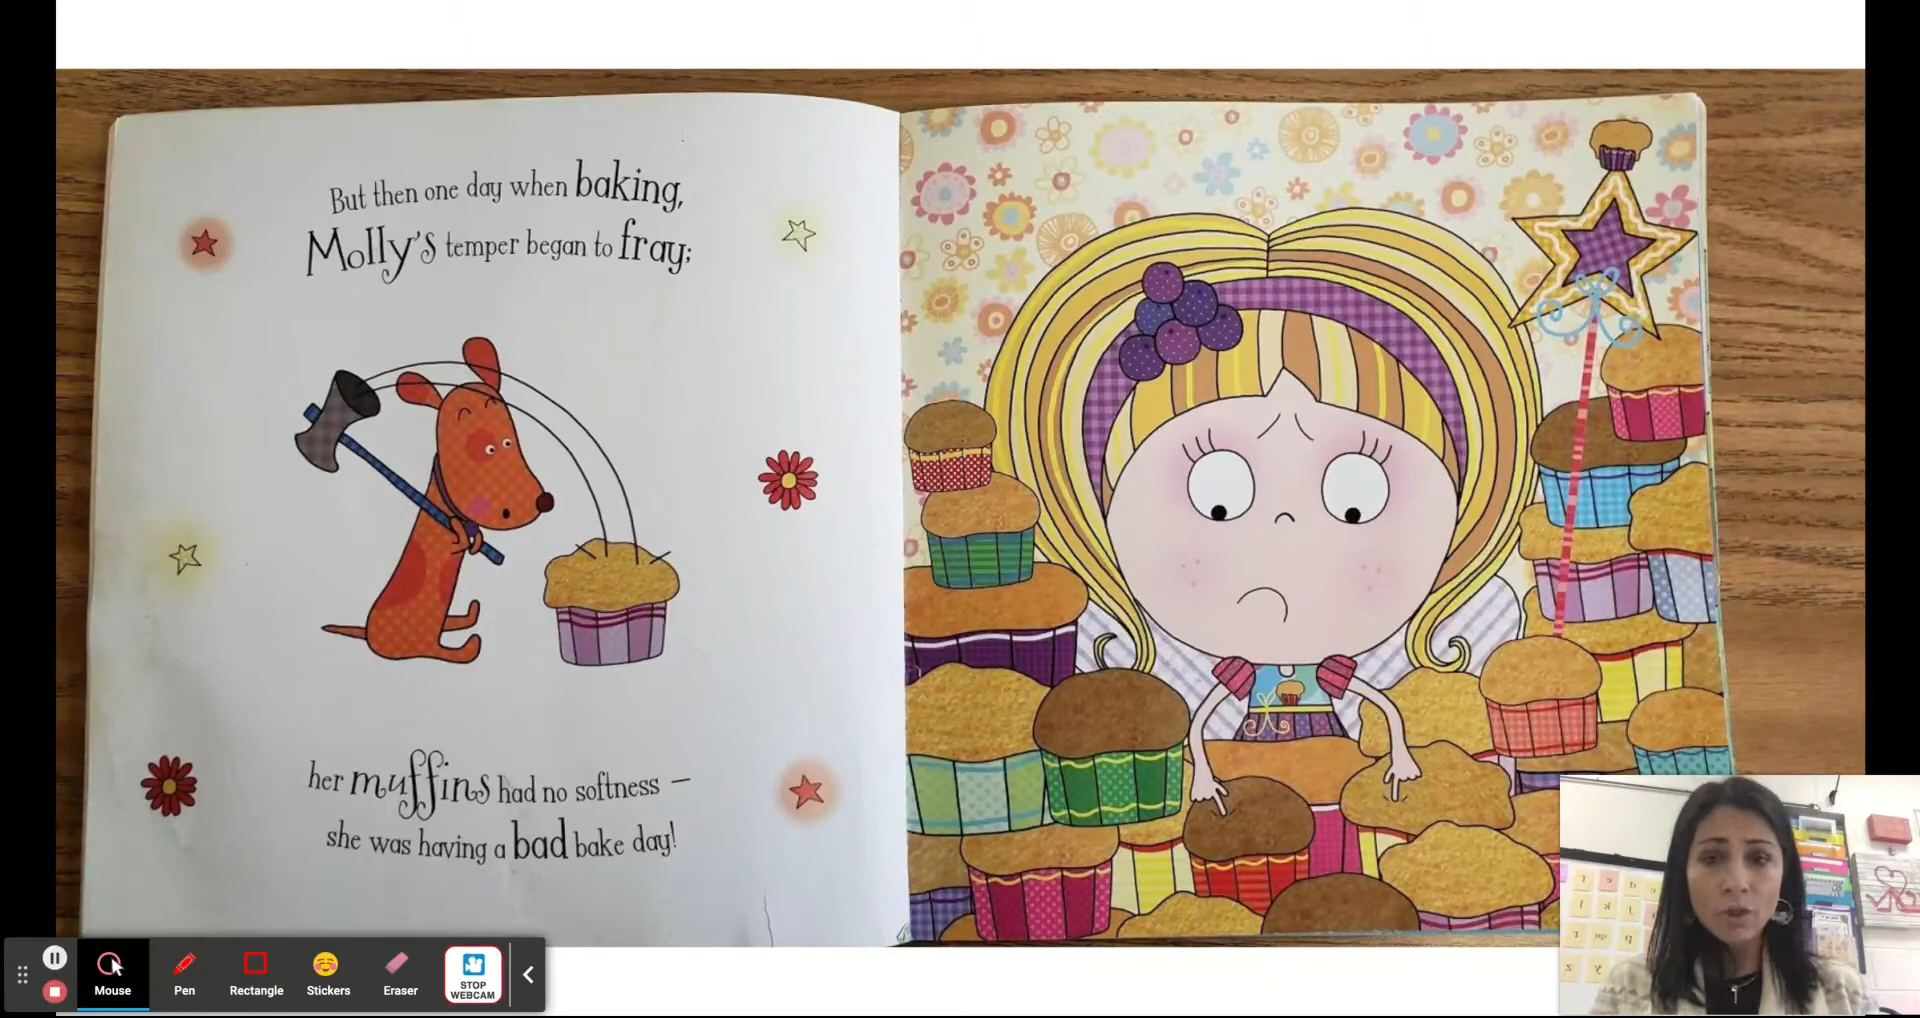 But then one day when baking,
Molly's temper began to fray;
her muffins had no softness –
she was having a bad bake day!
Mouse
Pen
Rectangle
Stickers
Eraser
STOP
WEBCAM